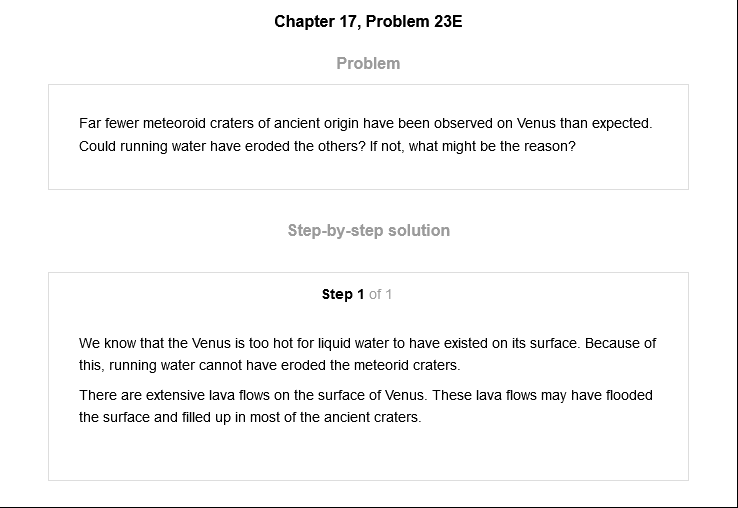 Chapter 17, Problem 23E
Problem
Far fewer meteoroid craters of ancient origin have been observed on Venus than expected.
Could running water have eroded the others? If not, what might be the reason?
Step-by-step solution
Step 1 of 1
We know that the Venus is too hot for liquid water to have existed on its surface. Because of
this, running water cannot have eroded the meteorid craters.
There are extensive lava flows on the surface of Venus. These lava flows may have flooded
the surface and filled up in most of the ancient craters.